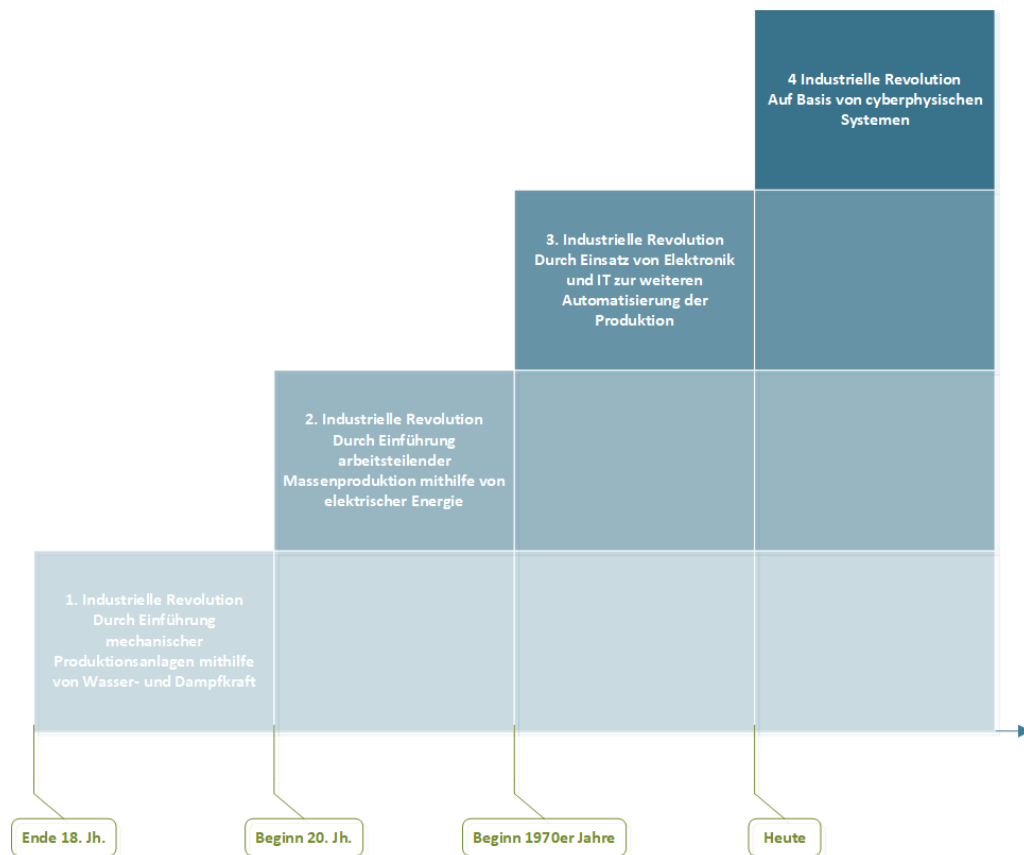 4 Industrielle Revolution
Auf Basis von cyberphysischen
Systemen
3. Industrielle Revolution
Durch Einsatz von Elektronik
und IT zur weiteren
Automatisierung der
Produktion
2. Industrielle Revolution
Durch Einführung
arbeitsteilender
Massenproduktion mithilfe von
elektrischer Energie
1. Industrielle Revolution
Durch Einführung
mechanischer
Produktionsanlagen mithilfe
von Wasser- und Dampfkraft
Ende 18. Jh.
Beginn 20. Jh.
Beginn 1970er Jahre
Heute